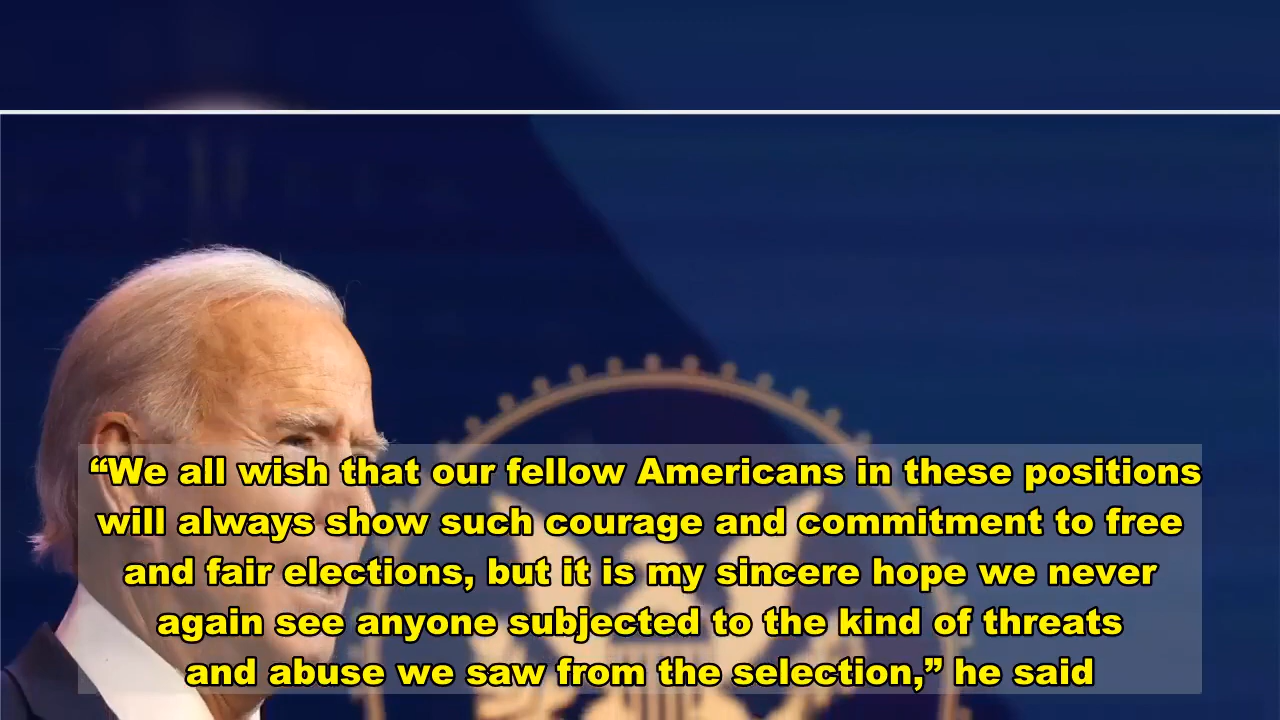 “We all wish that our fellow Americans in these positions
will always show such courage and commitment to free
and fair elections, but it is my sincere hope we never
again see anyone subjected to the kind of threats
and abuse we saw from the selection,” he said